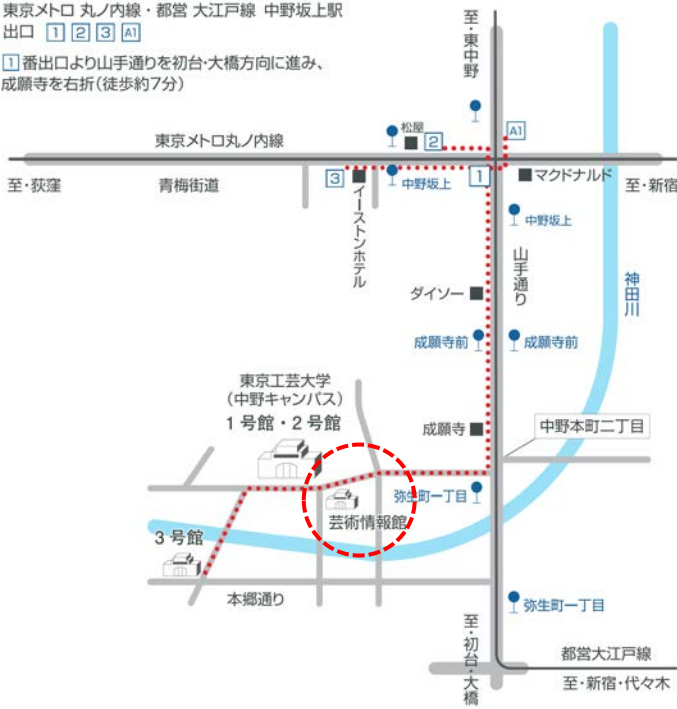 東京メトロ 丸ノ内線・都営 大江戸線 中野坂上駅
出口 1 2 3 A1
1番出口より山手通りを初台・大橋方向に進み、
成願寺を右折(徒歩約7分)
至・東中野
松屋
2
A1
東京メトロ丸ノ内線
至・荻窪
青梅街道
3
イーストンホテル
中野坂上
1
マクドナルド
至・新宿
中野坂上
山手通り
神田川
ダイソー
成願寺前
成願寺前
東京工芸大学
(中野キャンパス)
1号館・2号館
成願寺
中野本町二丁目
弥生町一丁目
芸術情報館
3号館
本郷通り
弥生町一丁目
至・初台・大橋
都営大江戸線
至・新宿・代々木